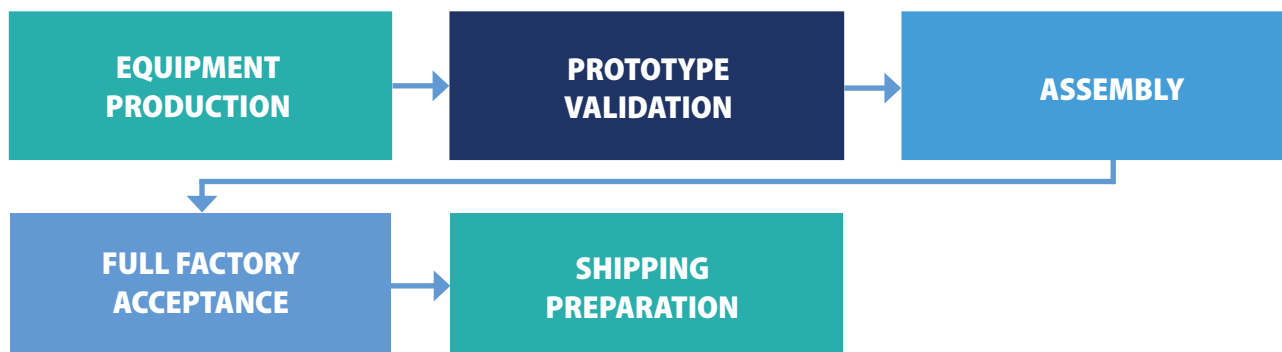 EQUIPMENT
PRODUCTION
PROTOTYPE
VALIDATION
ASSEMBLY
FULL FACTORY
ACCEPTANCE
SHIPPING
PREPARATION